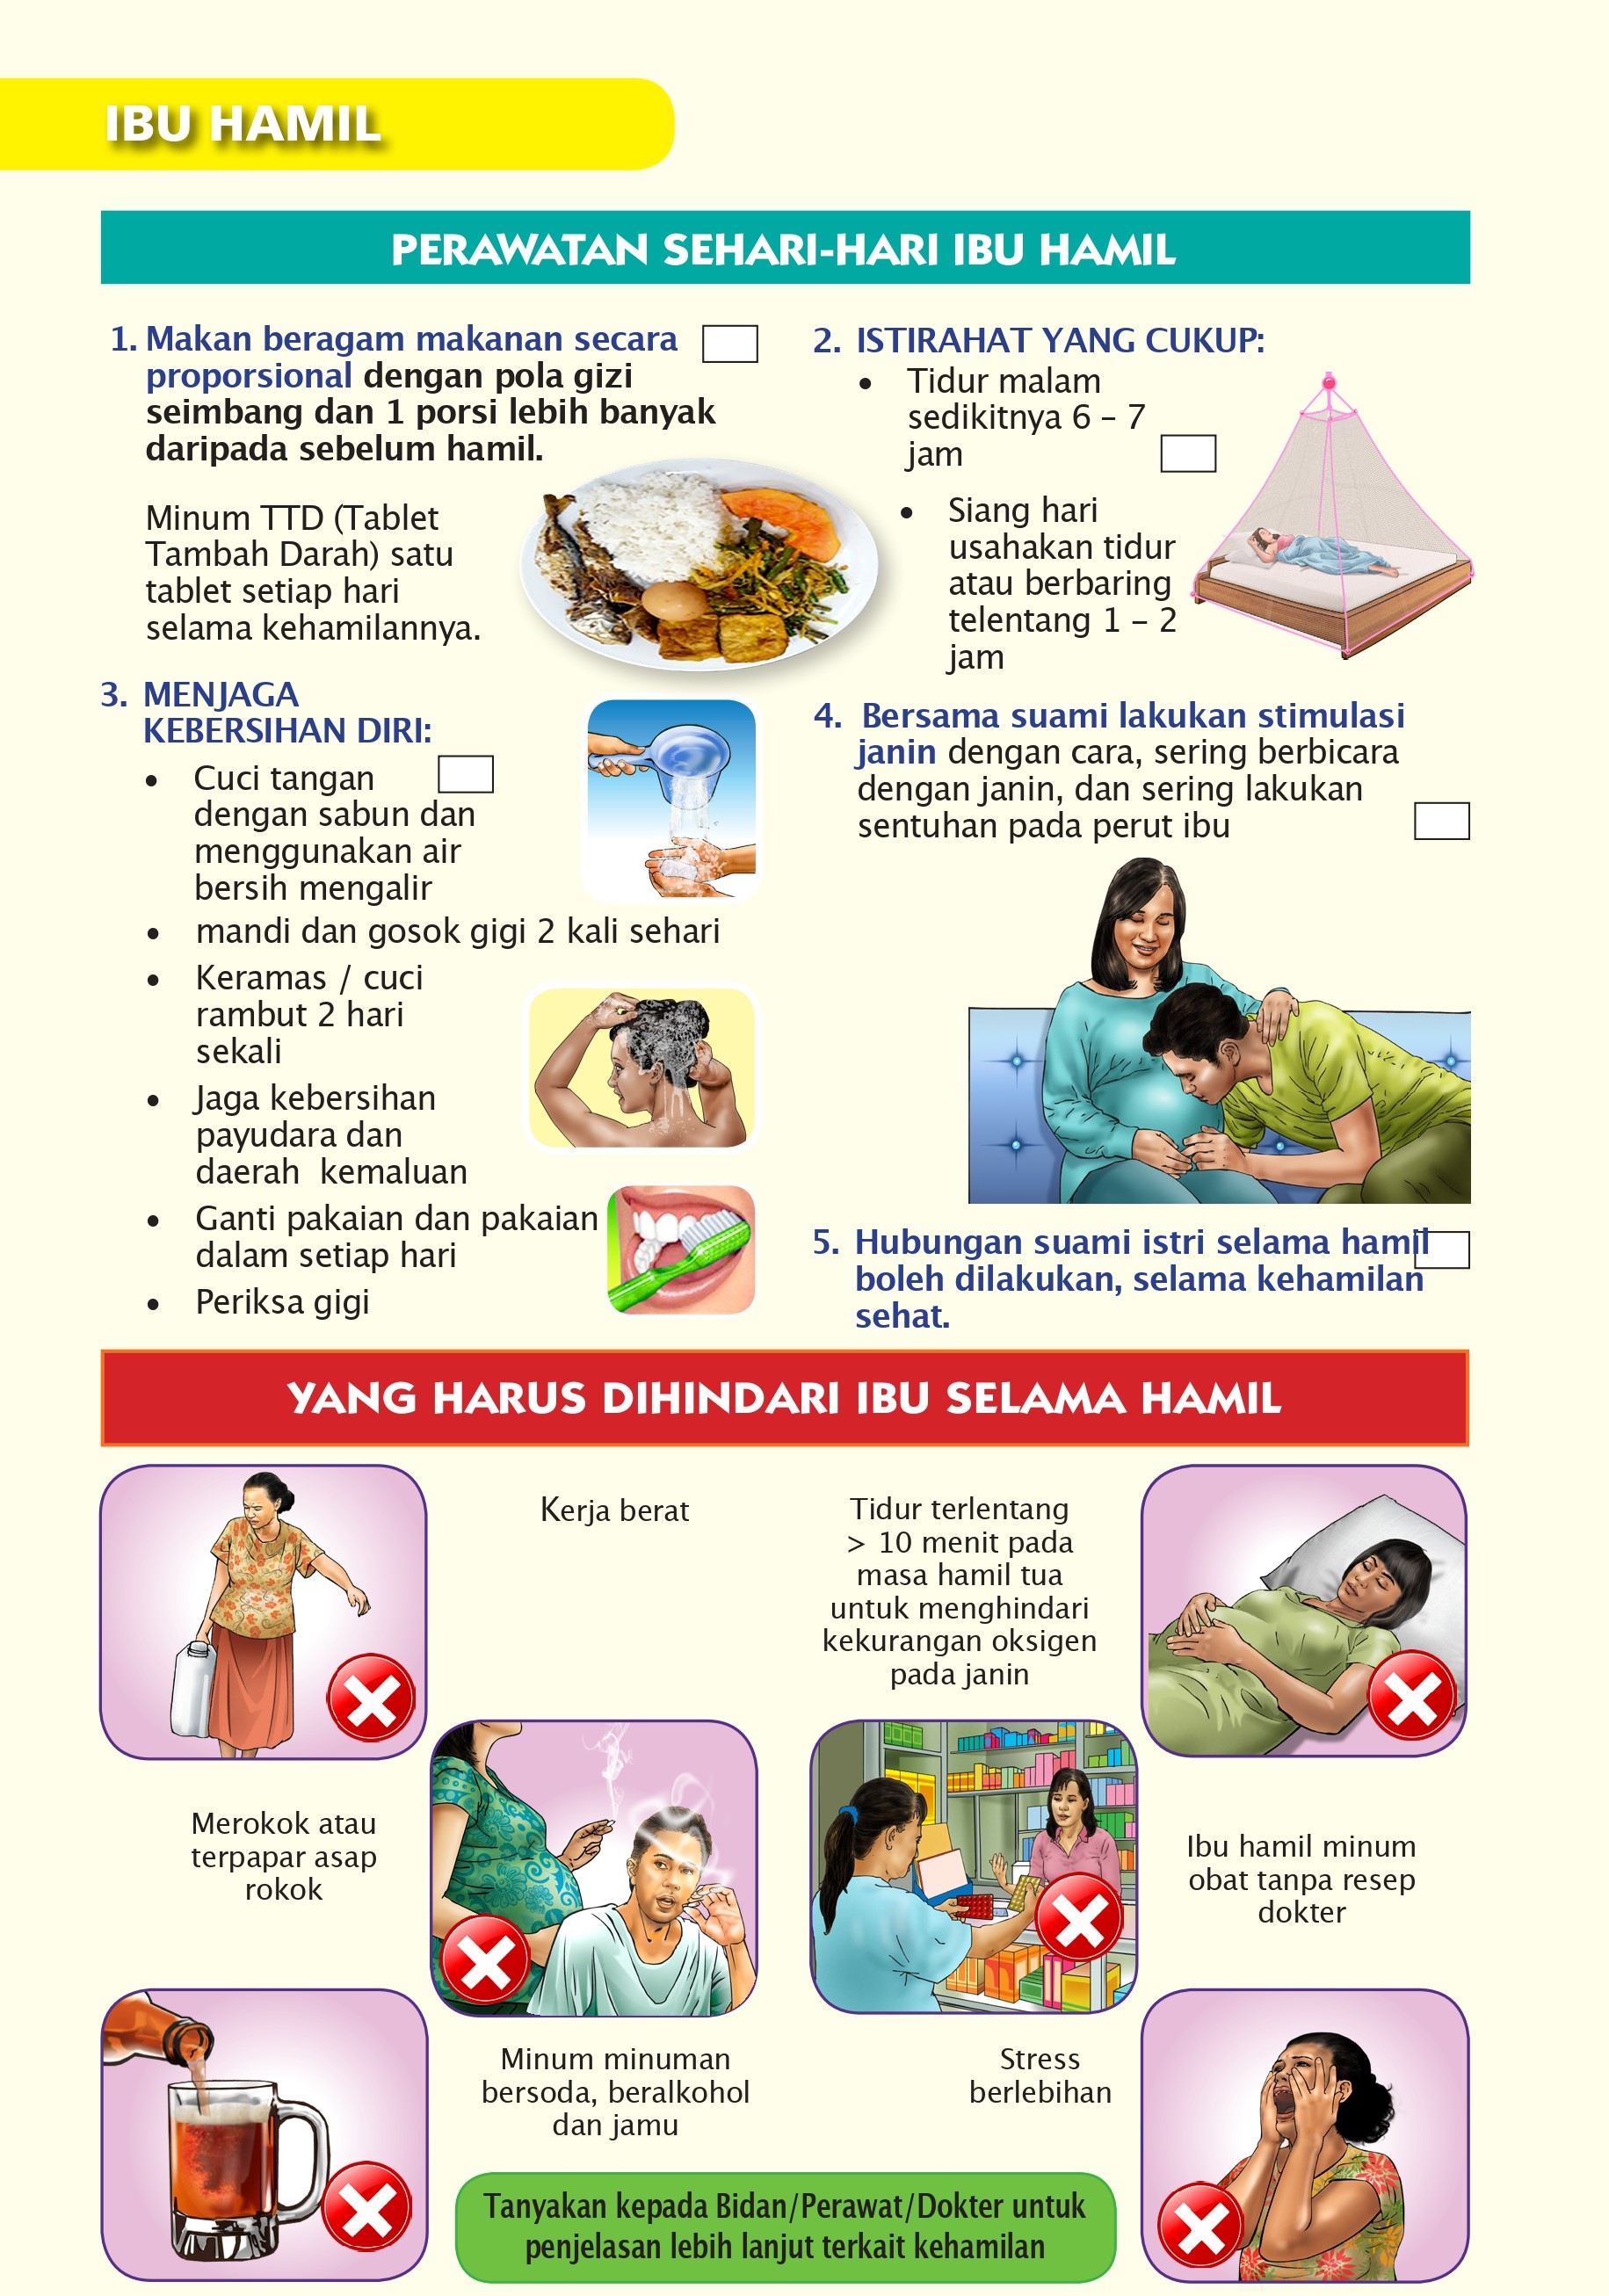 IBU HAMIL
PERAWATAN SEHARI-HARI IBU HAMIL
1. Makan beragam makanan secara
proporsional dengan pola gizi
seimbang dan 1 porsi lebih banyak
daripada sebelum hamil.
Minum TTD (Tablet
Tambah Darah) satu
tablet setiap hari
selama kehamilannya.
2. ISTIRAHAT YANG CUKUP:
• Tidur malam
sedikitnya 6 – 7
jam
• Siang hari
usahakan tidur
atau berbaring
telentang 1 – 2
jam
3. MENJAGA
KEBERSIHAN DIRI:
• Cuci tangan
dengan sabun dan
menggunakan air
bersih mengalir
• mandi dan gosok gigi 2 kali sehari
• Keramas / cuci
rambut 2 hari
sekali
• Jaga kebersihan
payudara dan
daerah kemaluan
• Ganti pakaian dan pakaian
dalam setiap hari
• Periksa gigi
4. Bersama suami lakukan stimulasi
janin dengan cara, sering berbicara
dengan janin, dan sering lakukan
sentuhan pada perut ibu
5. Hubungan suami istri selama hamil
boleh dilakukan, selama kehamilan
sehat.
YANG HARUS DIHINDARI IBU SELAMA HAMIL
Kerja berat
Tidur terlentang
> 10 menit pada
masa hamil tua
untuk menghindari
kekurangan oksigen
pada janin
Merokok atau
terpapar asap
rokok
Ibu hamil minum
obat tanpa resep
dokter
Minum minuman
bersoda, beralkohol
dan jamu
Stress
berlebihan
Tanyakan kepada Bidan/Perawat/Dokter untuk
penjelasan lebih lanjut terkait kehamilan